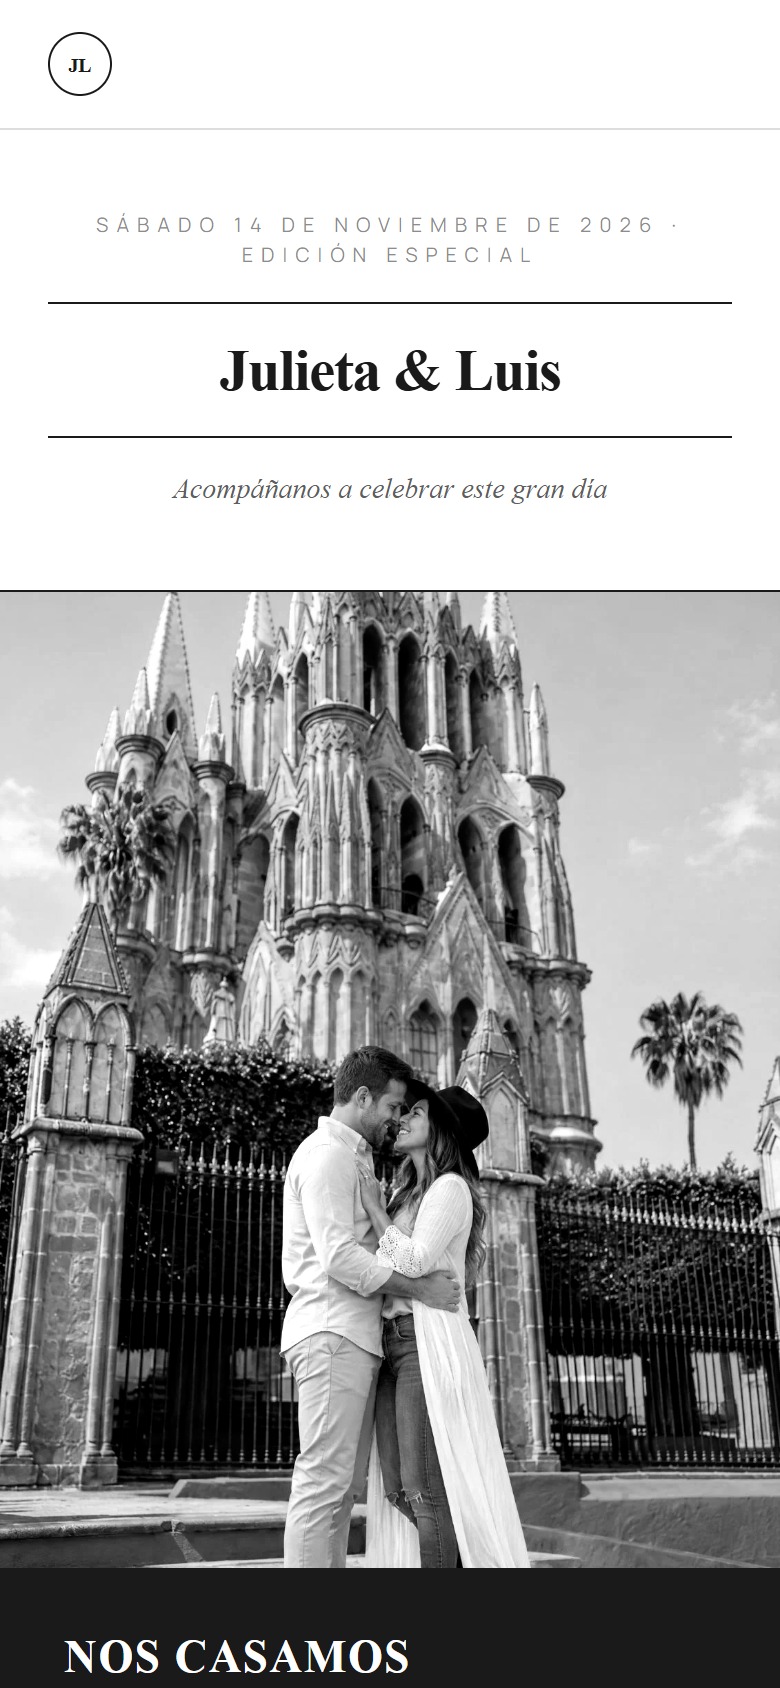 JL
SÁBADO 14 DE NOVIEMBRE DE 2026 ·
EDICIÓN ESPECIAL
Julieta & Luis
Acompáñanos a celebrar este gran día
NOS CASAMOS